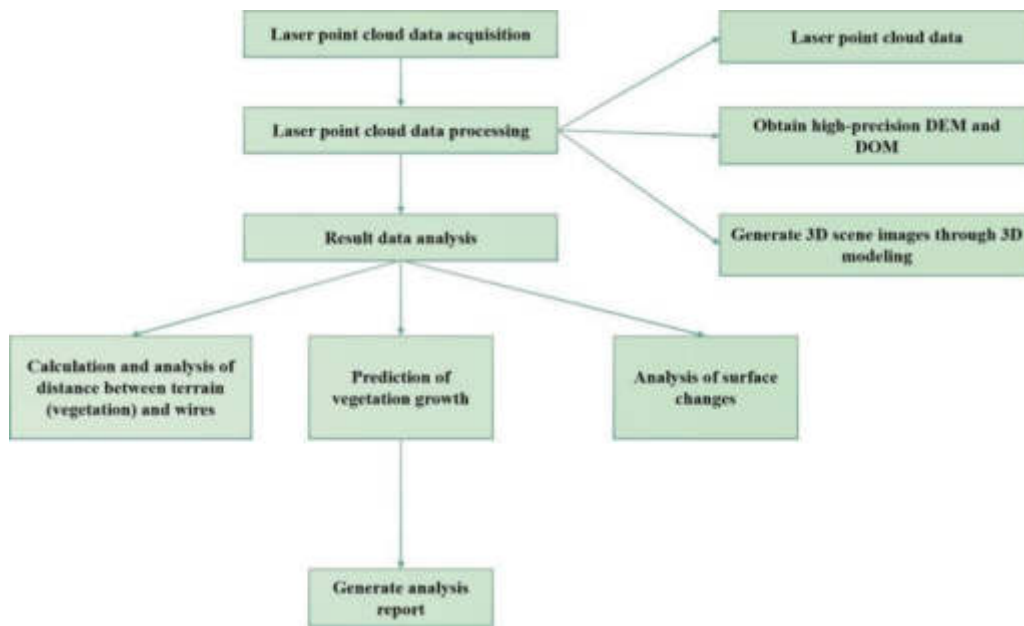 Laser point cloud data acquisition
Laser point cloud data
Laser point cloud data processing
Obtain high-precision DEM and
DOM
Result data analysis
Generate 3D scene images through 3D
modeling
Calculation and analysis of
distance between terrain
(vegetation) and wires
Prediction of
vegetation growth
Analysis of surface
changes
Generate analysis
report